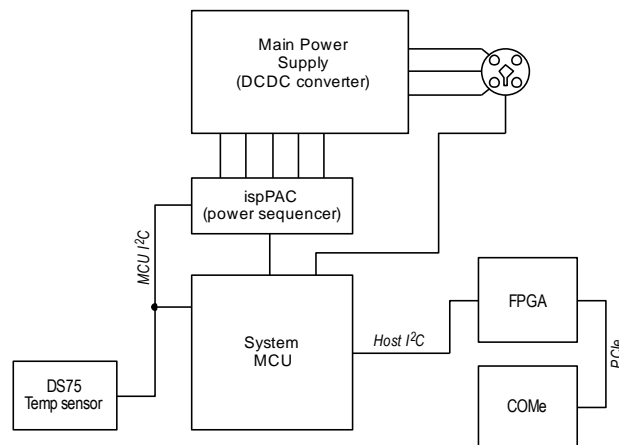 Main Power
Supply
(DCDC converter)
ispPAC
(power sequencer)
MCU I²C
System
MCU
Host I²C
FPGA
PCIe
DS75
Temp sensor
COMe